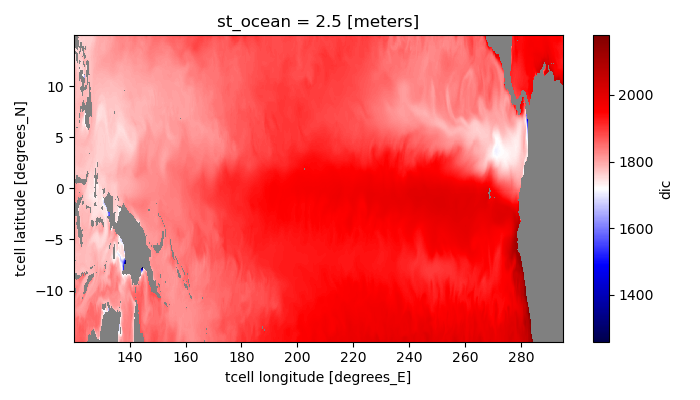 st_ocean = 2.5 [meters]
10
5
0
−5
−10
tcell latitude [degrees_N]
140 160 180 200 220 240 260 280
tcell longitude [degrees_E]
2000
1800
1600
1400
dic